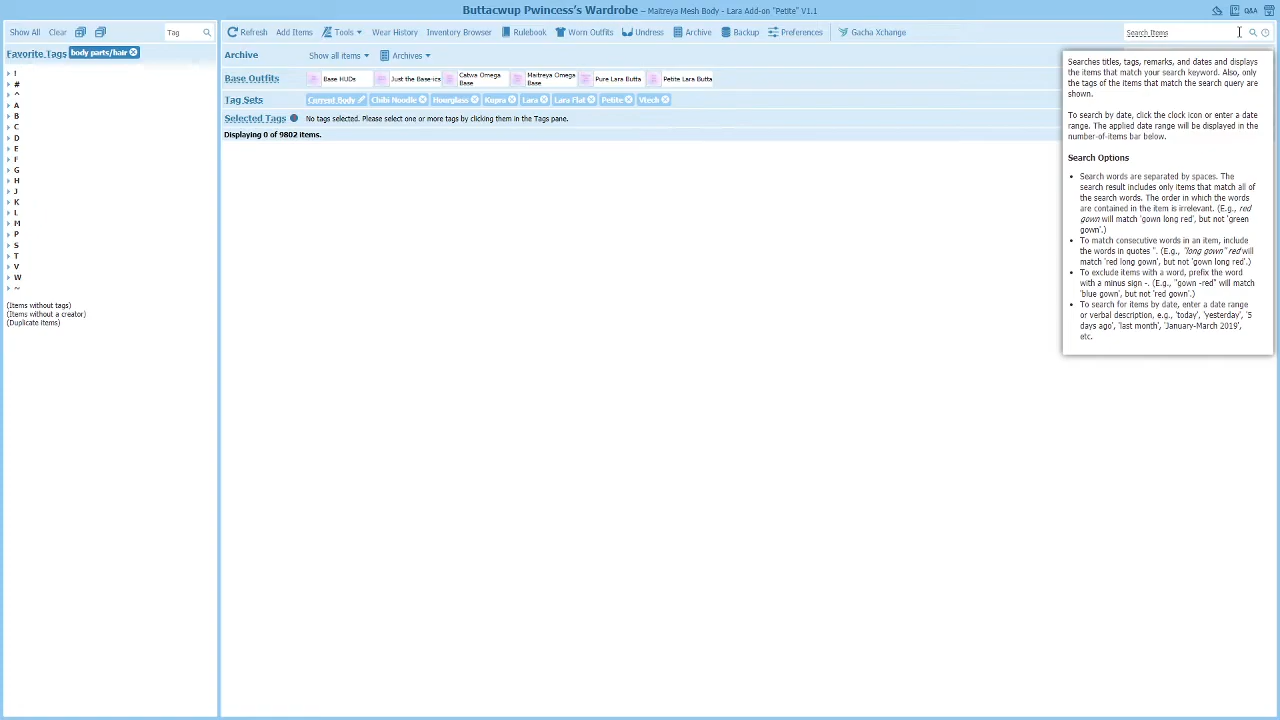 Buttacwup Pwincess's Wardrobe – Maitreya Mesh Body - Lara Add-on "Petite" V1.1
Q&A
Show All Clear Tag
Refresh Add Items Tools Wear History Inventory Browser Rulebook Worn Outfits Undress Archive Backup Preferences Gacha Xchange
Search Items
Favorite Tags body parts/hair
Archive Show all items Archives
Base Outfits Base HUDs Just the Base-ics Catwa Omega Base Maitreya Omega Base Pure Lara Butta Petite Lara Butta
Tag Sets Current Body Chibi Noodle Hourglass Kupra Lara Lara Flat Petite Vtech
Selected Tags No tags selected. Please select one or more tags by clicking them in the Tags pane.
Displaying 0 of 9802 items.
!
#
^
A
B
C
D
E
F
G
H
J
K
L
M
P
S
T
V
W
~
(Items without tags)
(Items without a creator)
(Duplicate items)
Searches titles, tags, remarks, and dates and displays
the items that match your search keyword. Also, only
the tags of the items that match the search query are
shown.
To search by date, click the clock icon or enter a date
range. The applied date range will be displayed in the
number-of-items bar below.
Search Options
• Search words are separated by spaces. The
search result includes only items that match all of
the search words. The order in which the words
are contained in the item is irrelevant. (E.g., red
gown will match 'gown long red', but not 'green
gown'.)
• To match consecutive words in an item, include
the words in quotes ". (E.g., "long gown" red will
match 'red long gown', but not 'gown long red'.)
• To exclude items with a word, prefix the word
with a minus sign -. (E.g., "gown -red" will match
'blue gown', but not 'red gown'.)
• To search for items by date, enter a date range
or verbal description, e.g., 'today', 'yesterday', '5
days ago', 'last month', 'January-March 2019',
etc.